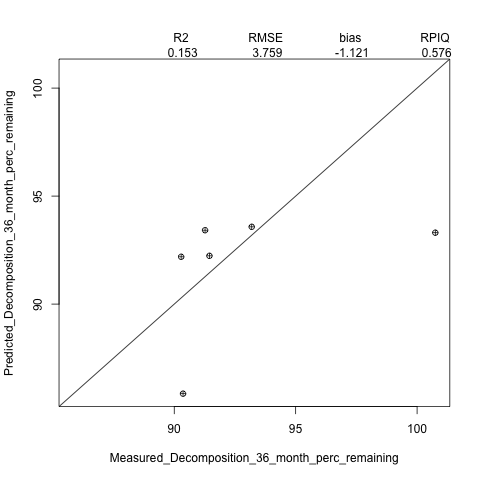 R2 RMSE bias RPIQ
0.153 3.759 -1.121 0.576
Predicted_Decomposition_36_month_perc_remaining
100
95
90
90 95 100
Measured_Decomposition_36_month_perc_remaining